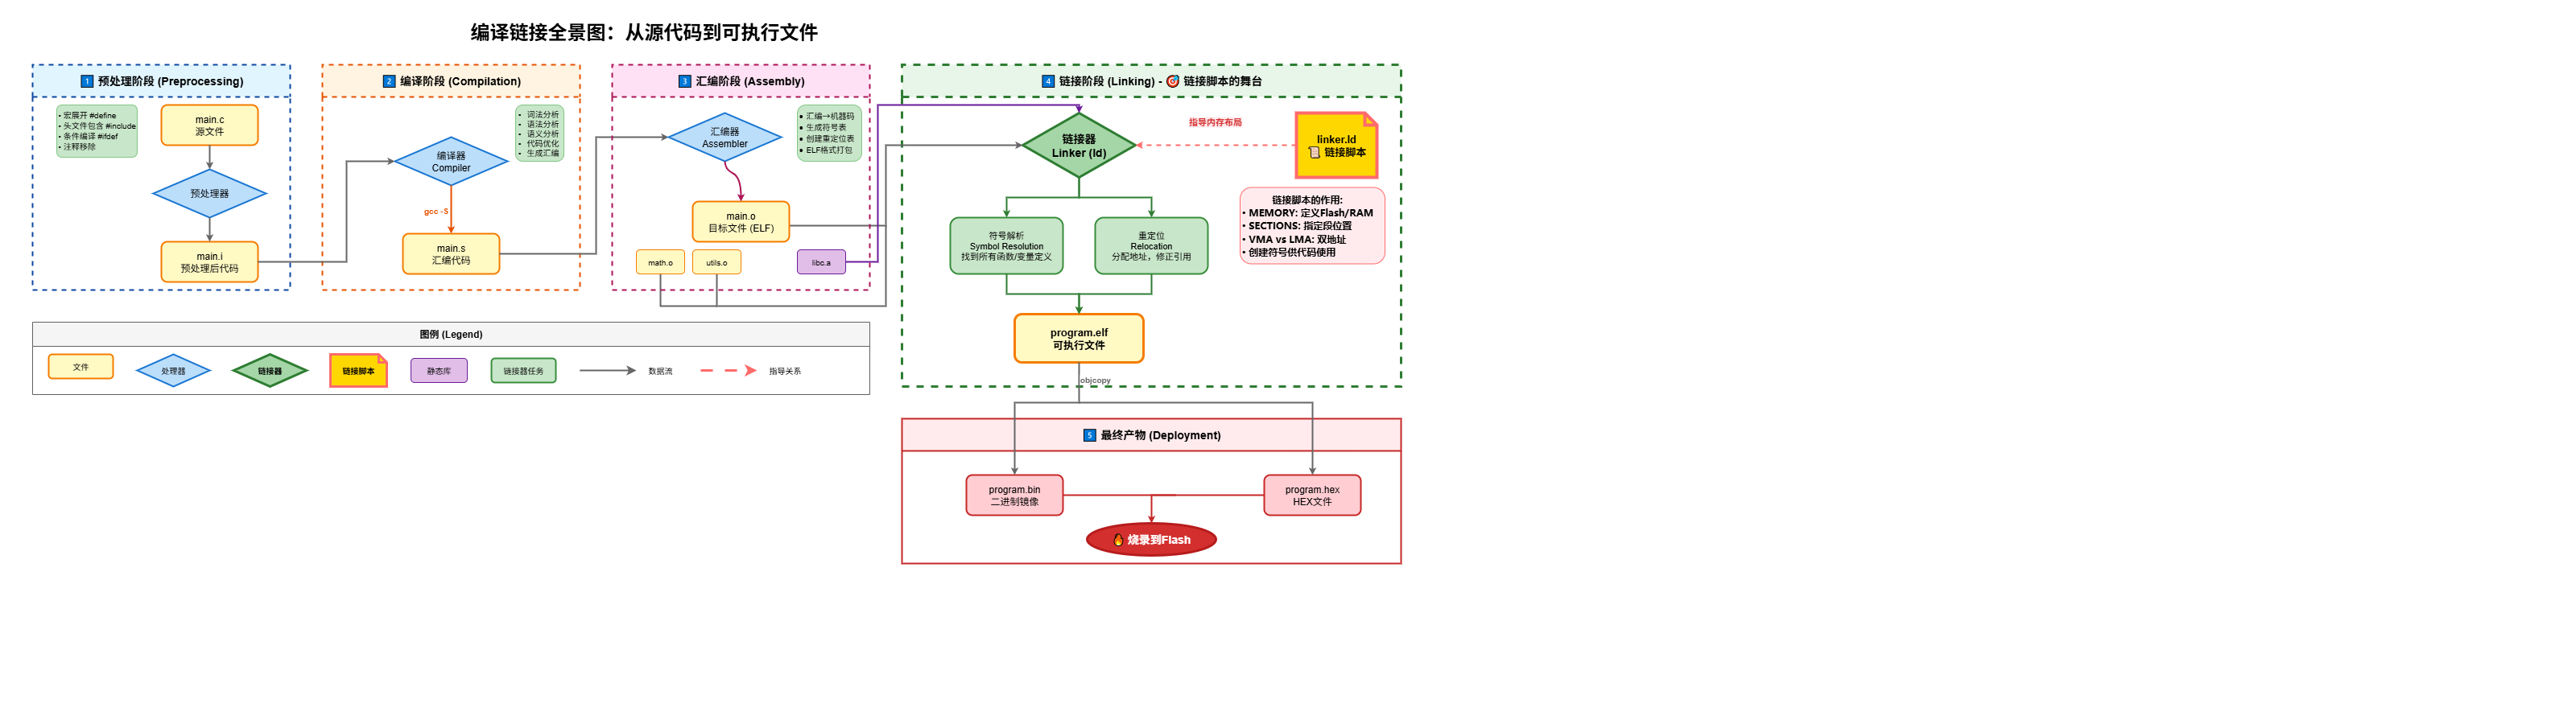 编译链接全景图：从源代码到可执行文件
1 预处理阶段 (Preprocessing)
• 宏展开 #define
• 头文件包含 #include
• 条件编译 #ifdef
• 注释移除
main.c
源文件
预处理器
main.i
预处理后代码
2 编译阶段 (Compilation)
• 词法分析
• 语法分析
• 语义分析
• 代码优化
• 生成汇编
编译器
Compiler
gcc -S
main.s
汇编代码
3 汇编阶段 (Assembly)
汇编器
Assembler
• 汇编→机器码
• 生成符号表
• 创建重定位表
• ELF格式打包
main.o
目标文件 (ELF)
math.o
utils.o
libc.a
4 链接阶段 (Linking) - 🎯 链接脚本的舞台
链接器
Linker (ld)
指导内存布局
linker.ld
📜 链接脚本
链接脚本的作用:
• MEMORY: 定义Flash/RAM
• SECTIONS: 指定段位置
• VMA vs LMA: 双地址
• 创建符号供代码使用
符号解析
Symbol Resolution
找到所有函数/变量定义
重定位
Relocation
分配地址，修正引用
program.elf
可执行文件
objcopy
图例 (Legend)
文件
处理器
链接器
链接脚本
静态库
链接器任务
数据流
指导关系
5 最终产物 (Deployment)
program.bin
二进制镜像
program.hex
HEX文件
🔥 烧录到Flash